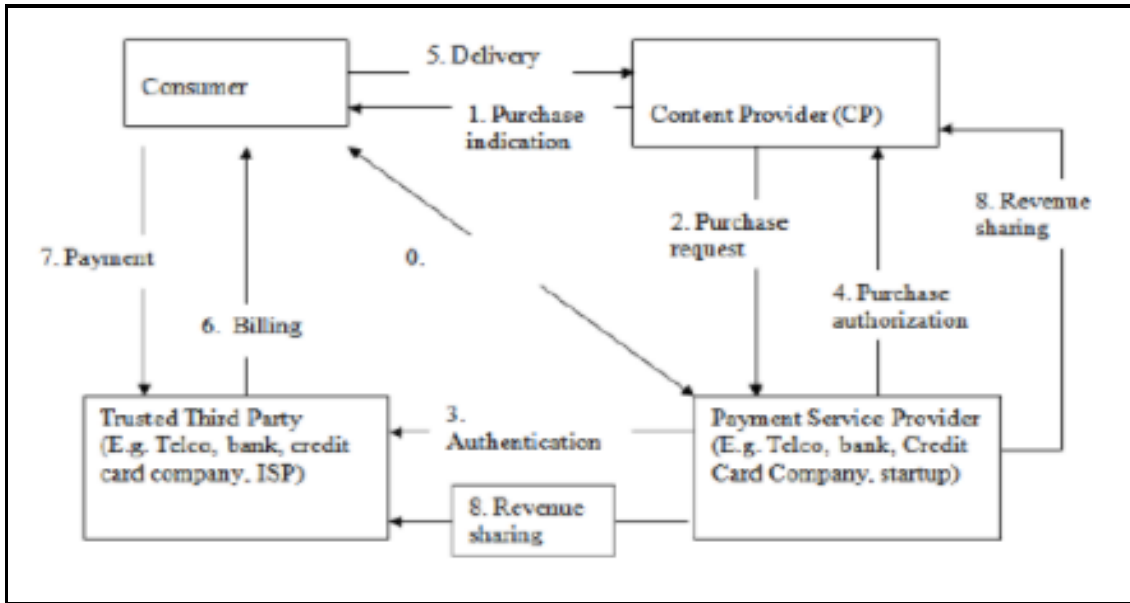 5. Delivery
Consumer
1. Purchase
indication
Content Provider (CP)
8. Revenue
sharing
2. Purchase
request
7. Payment
0.
4. Purchase
authorization
6. Billing
Trusted Third Party
(E.g. Telco, bank, credit
card company, ISP)
3.
Authentication
Payment Service Provider
(E.g. Telco, bank, Credit
Card Company, startup)
8. Revenue
sharing